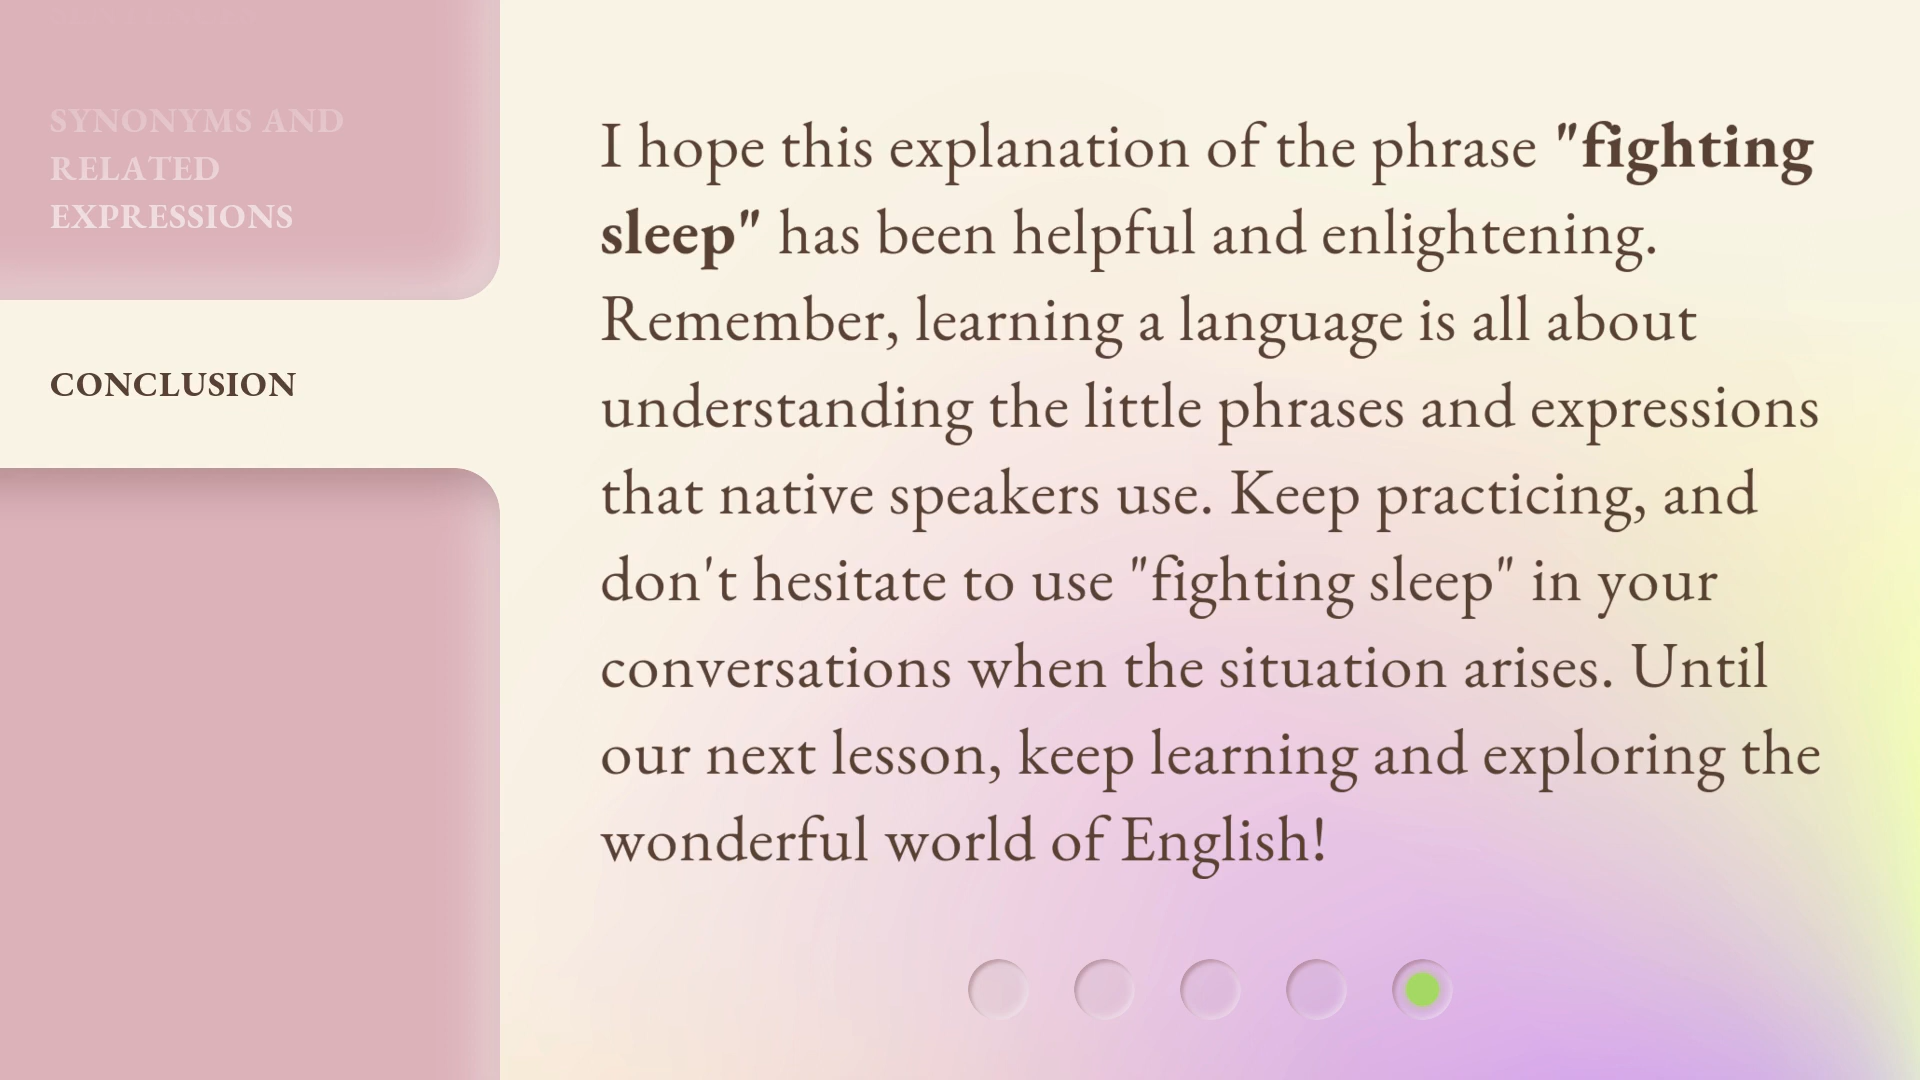 SYNONYMS AND
RELATED
EXPRESSIONS
CONCLUSION
I hope this explanation of the phrase "fighting
sleep" has been helpful and enlightening.
Remember, learning a language is all about
understanding the little phrases and expressions
that native speakers use. Keep practicing, and
don't hesitate to use "fighting sleep" in your
conversations when the situation arises. Until
our next lesson, keep learning and exploring the
wonderful world of English!